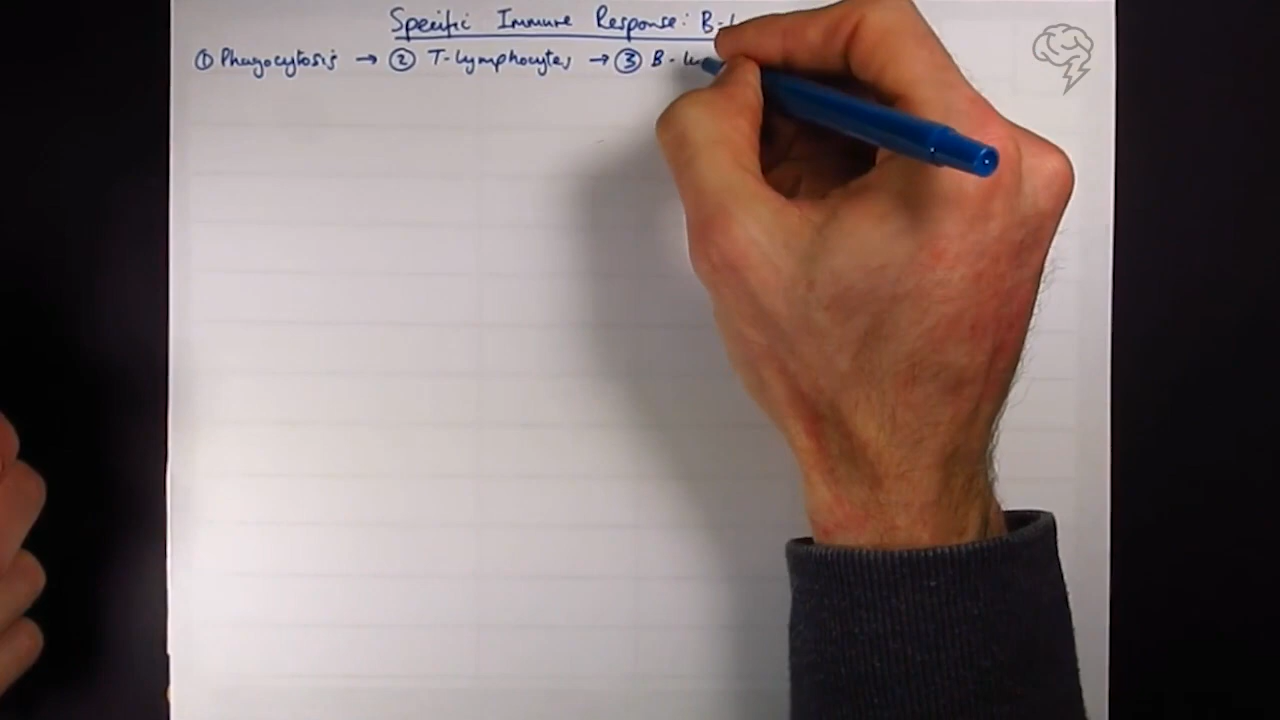 Specific Immune Response: B-
① Phagocytosis → ② T-lymphocytes → ③ B-